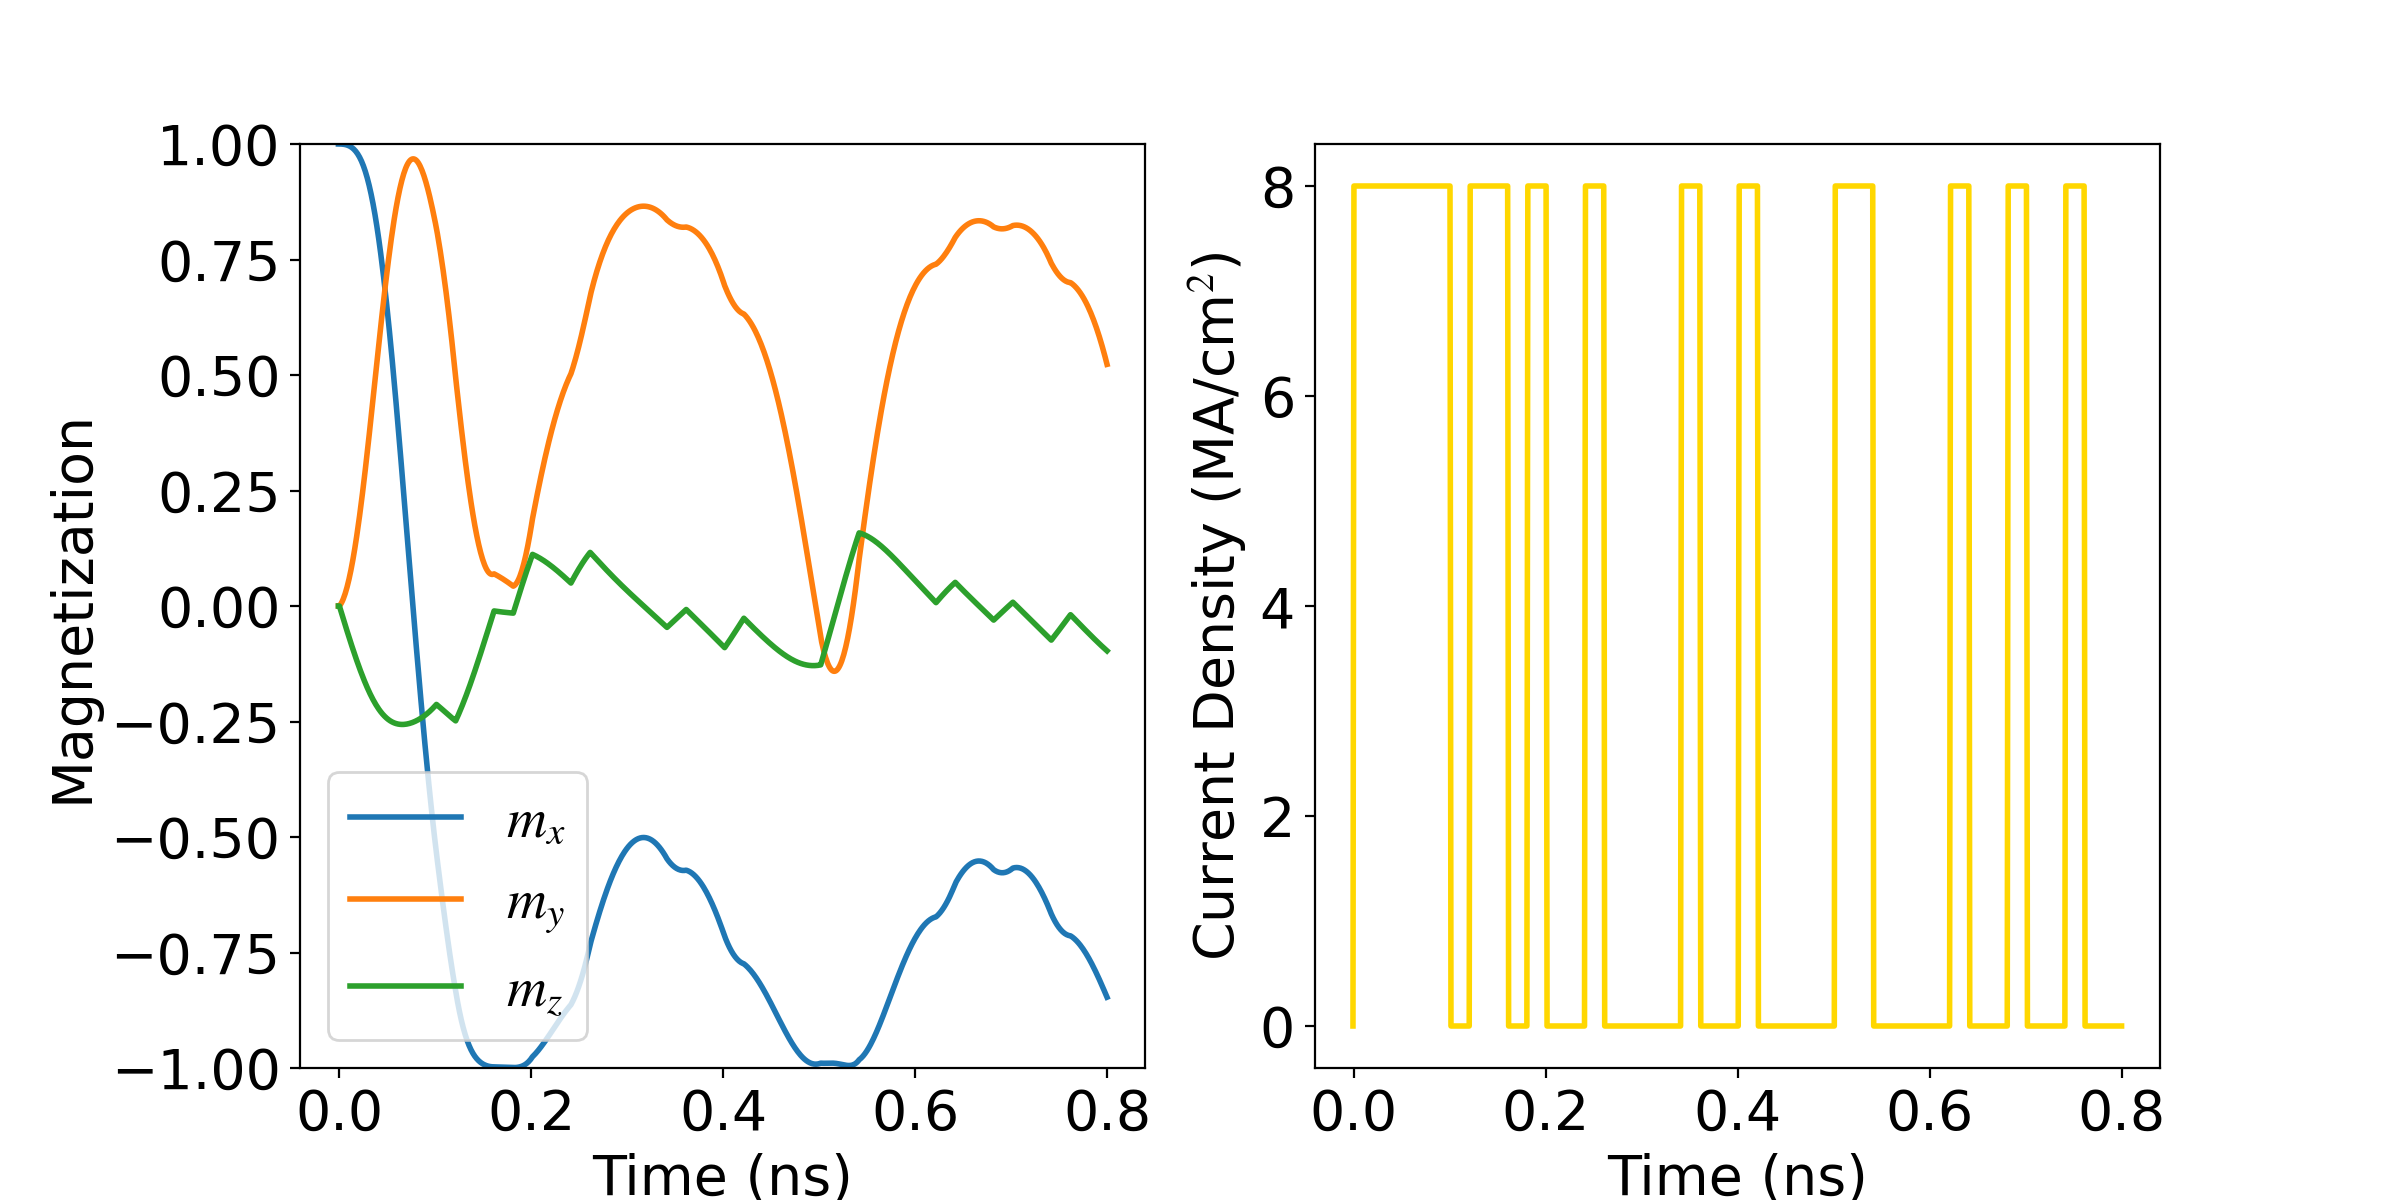 1.00
0.75
0.50
0.25
0.00
−0.25
−0.50
−0.75
−1.00
Magnetization
m_x
m_y
m_z
0.0 0.2 0.4 0.6 0.8
Time (ns)
8
6
4
2
0
Current Density (MA/cm²)
0.0 0.2 0.4 0.6 0.8
Time (ns)